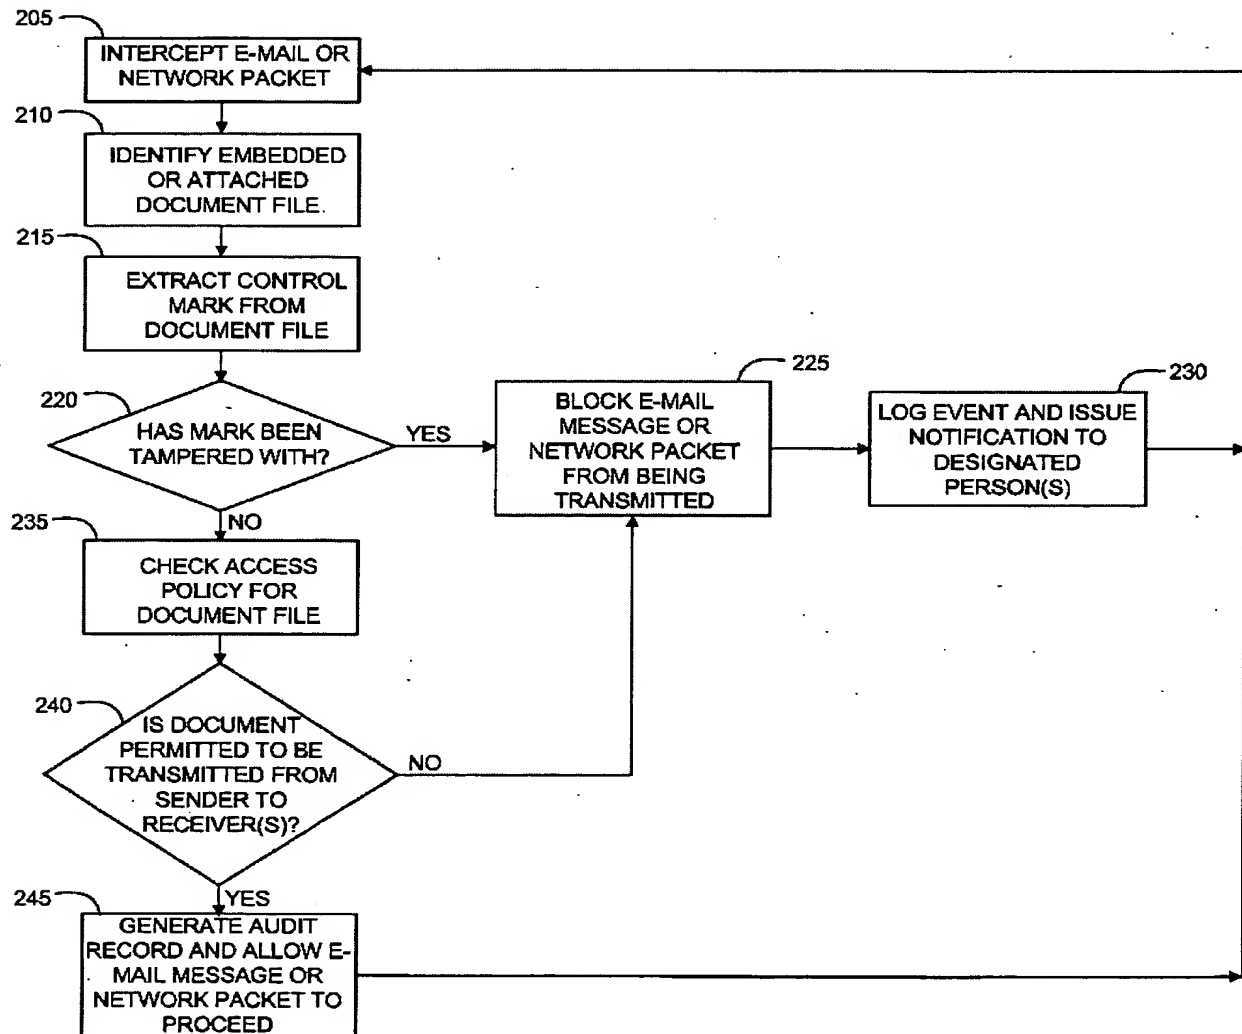 205
INTERCEPT E-MAIL OR
NETWORK PACKET
210
IDENTIFY EMBEDDED
OR ATTACHED
DOCUMENT FILE.
215
EXTRACT CONTROL
MARK FROM
DOCUMENT FILE
220
HAS MARK BEEN
TAMPERED WITH?
YES
NO
225
BLOCK E-MAIL
MESSAGE OR
NETWORK PACKET
FROM BEING
TRANSMITTED
230
LOG EVENT AND ISSUE
NOTIFICATION TO
DESIGNATED
PERSON(S)
235
CHECK ACCESS
POLICY FOR
DOCUMENT FILE
240
IS DOCUMENT
PERMITTED TO BE
TRANSMITTED FROM
SENDER TO
RECEIVER(S)?
NO
YES
245
GENERATE AUDIT
RECORD AND ALLOW E-
MAIL MESSAGE OR
NETWORK PACKET TO
PROCEED